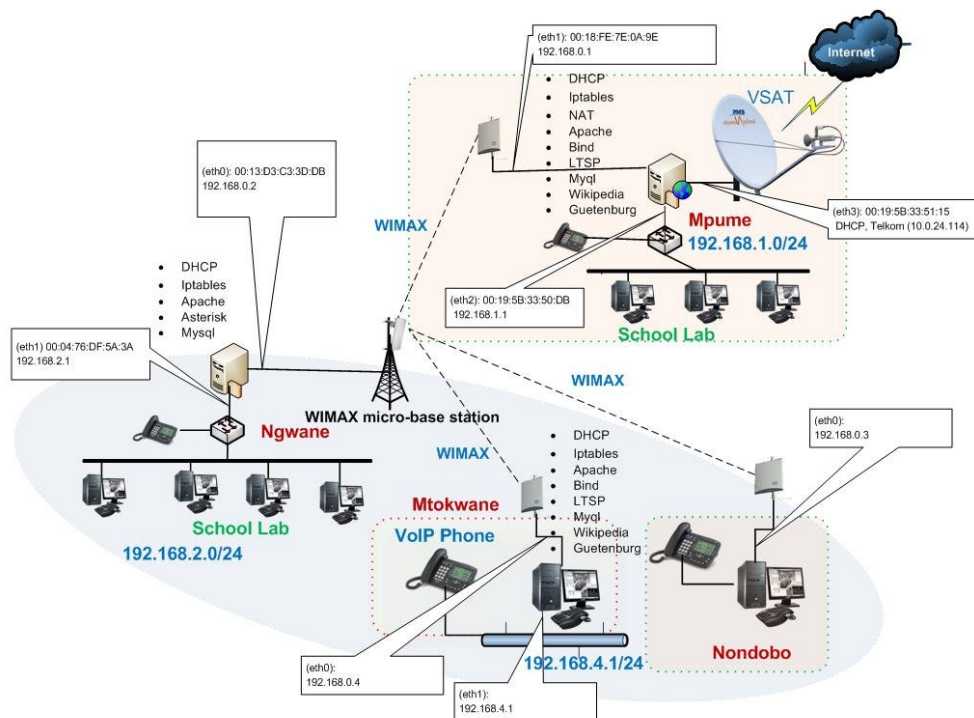 (eth1): 00:18:FE:7E:0A:9E
192.168.0.1
Internet
• DHCP
• Iptables
• NAT
• Apache
• Bind
• LTSP
• Myql
• Wikipedia
• Guetenburg
VSAT
(eth0): 00:13:D3:C3:3D:DB
192.168.0.2
WIMAX
Mpume
192.168.1.0/24
(eth3): 00:19:5B:33:51:15
DHCP, Telkom (10.0.24.114)
(eth2): 00:19:5B:33:50:DB
192.168.1.1
School Lab
• DHCP
• Iptables
• Apache
• Asterisk
• Mysql
(eth1) 00:04:76:DF:5A:3A
192.168.2.1
WIMAX
WIMAX micro-base station
Ngwane
School Lab
192.168.2.0/24
WIMAX
• DHCP
• Iptables
• Apache
• Bind
• LTSP
• Myql
• Wikipedia
• Guetenburg
(eth0):
192.168.0.3
Mtokwane
VoIP Phone
192.168.4.1/24
(eth0):
192.168.0.4
(eth1):
192.168.4.1
Nondobo